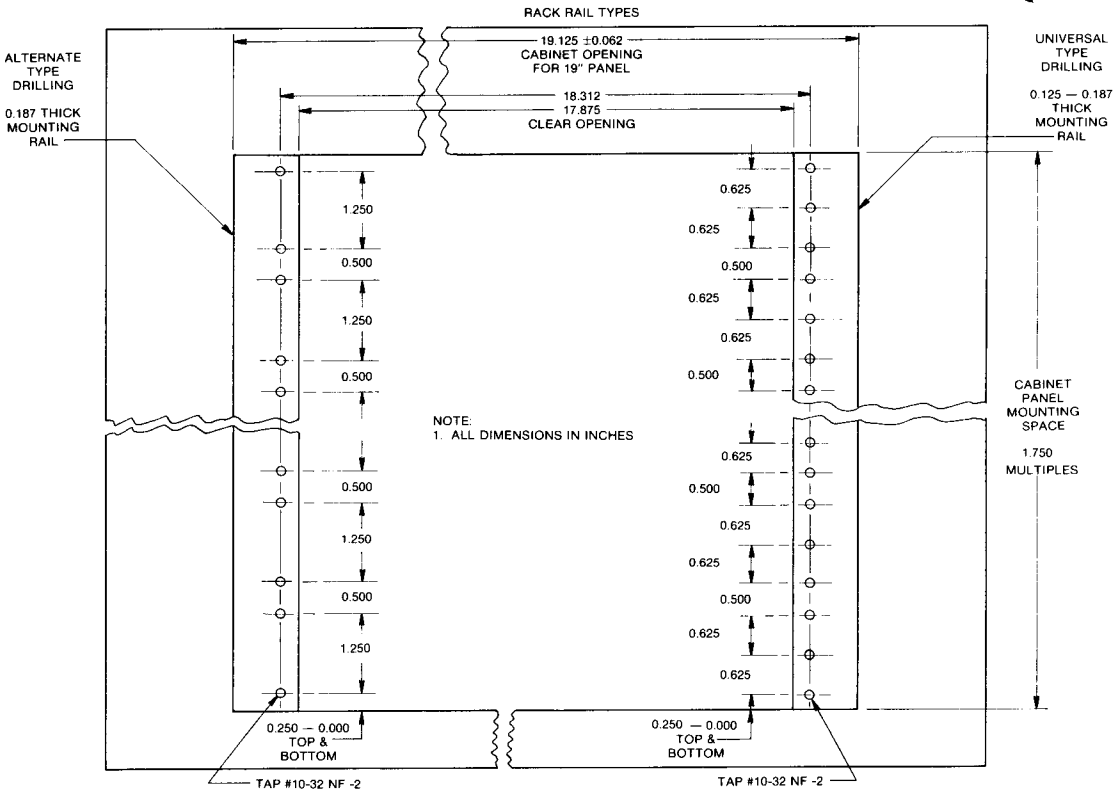 RACK RAIL TYPES
19.125 ±0.062
CABINET OPENING
FOR 19" PANEL
ALTERNATE
TYPE
DRILLING
0.187 THICK
MOUNTING
RAIL
UNIVERSAL
TYPE
DRILLING
0.125 — 0.187
THICK
MOUNTING
RAIL
18.312
17.875
CLEAR OPENING
1.250
0.500
1.250
0.500
0.500
1.250
0.500
1.250
0.625
0.625
0.500
0.625
0.625
0.500
0.625
0.500
0.625
0.625
0.500
0.625
0.625
NOTE:
1. ALL DIMENSIONS IN INCHES
CABINET
PANEL
MOUNTING
SPACE
1.750
MULTIPLES
0.250 — 0.000
TOP &
BOTTOM
0.250 — 0.000
TOP &
BOTTOM
TAP #10-32 NF -2
TAP #10-32 NF -2